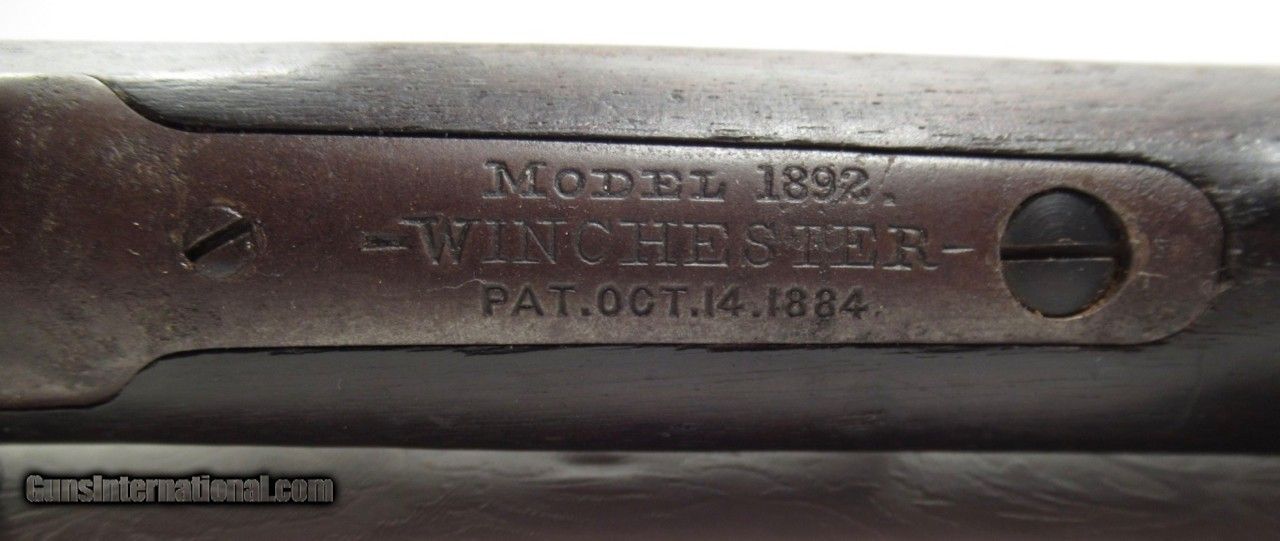 MODEL 1892.
-WINCHESTER-
PAT.OCT.14.1884.
GunsInternational.com